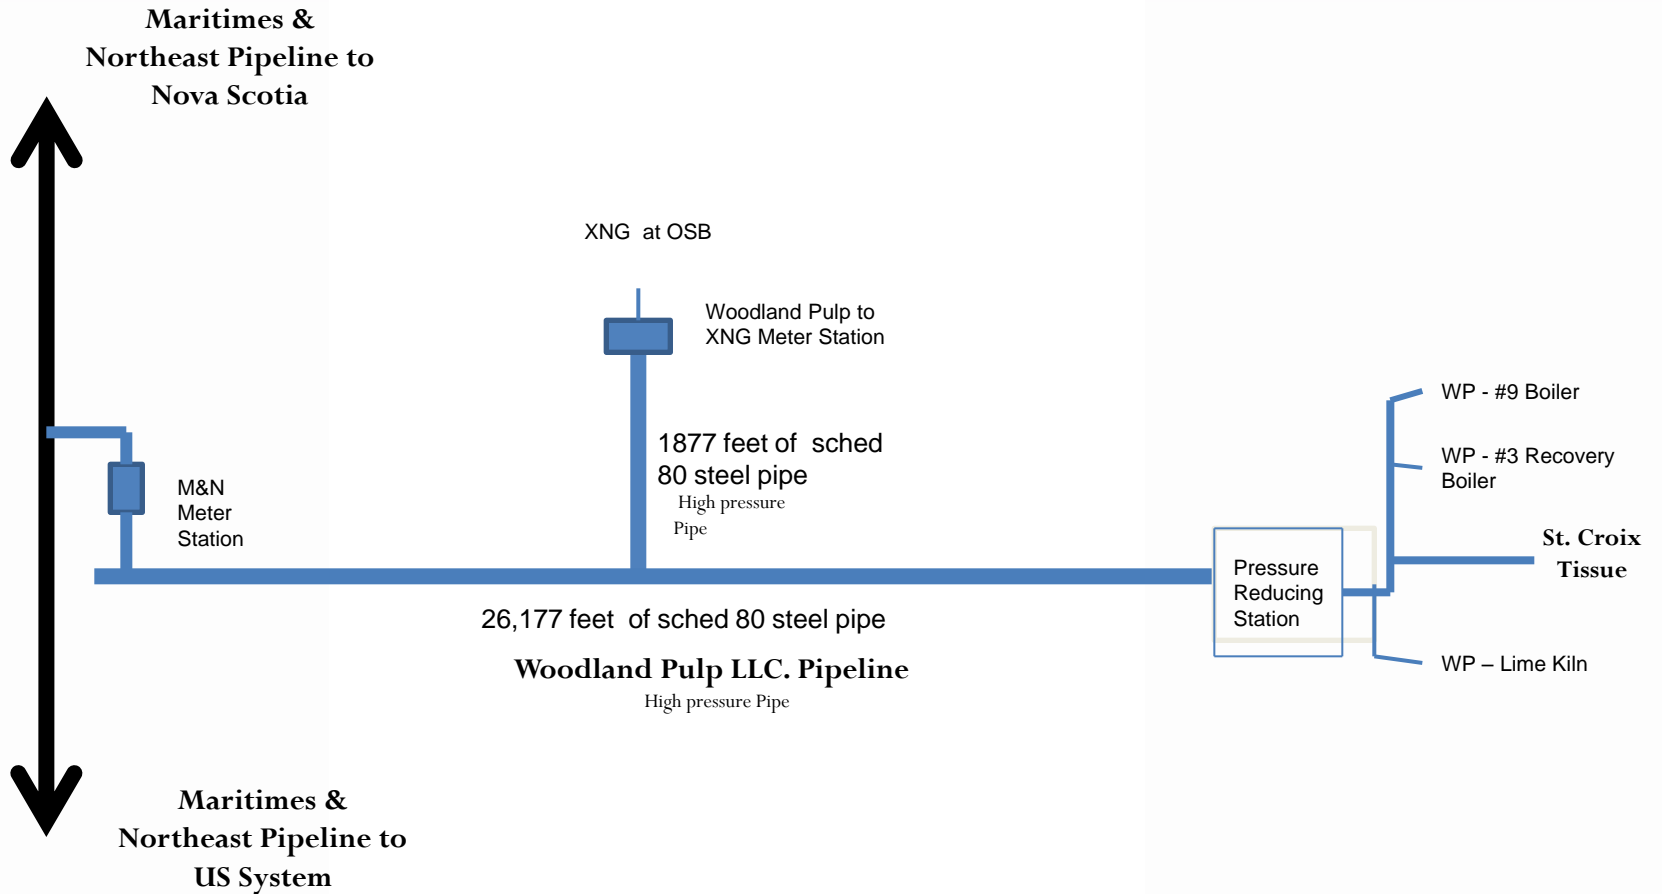 Maritimes &
Northeast Pipeline to
Nova Scotia
XNG at OSB
Woodland Pulp to
XNG Meter Station
1877 feet of sched
80 steel pipe
High pressure
Pipe
M&N
Meter
Station
26,177 feet of sched 80 steel pipe
Woodland Pulp LLC. Pipeline
High pressure Pipe
Pressure
Reducing
Station
WP - #9 Boiler
WP - #3 Recovery
Boiler
St. Croix
Tissue
WP – Lime Kiln
Maritimes &
Northeast Pipeline to
US System